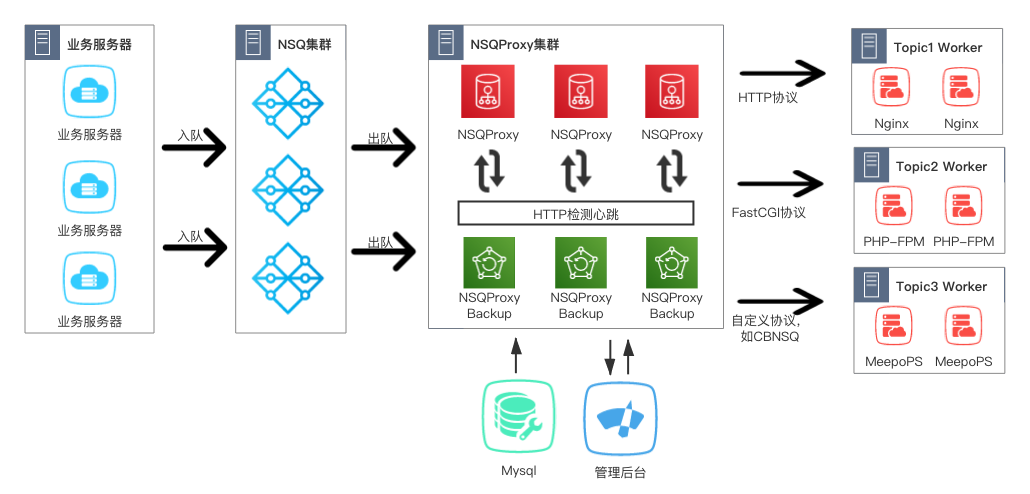 业务服务器
业务服务器
业务服务器
业务服务器
入队
入队
NSQ集群
出队
出队
NSQProxy集群
NSQProxy
NSQProxy
NSQProxy
HTTP检测心跳
NSQProxy
Backup
NSQProxy
Backup
NSQProxy
Backup
HTTP协议
FastCGI协议
自定义协议，
如CBNSQ
Topic1 Worker
Nginx
Nginx
Topic2 Worker
PHP-FPM
PHP-FPM
Topic3 Worker
MeepoPS
MeepoPS
Mysql
管理后台